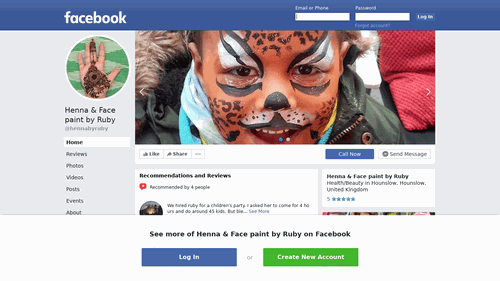 facebook
Email or Phone
Password
Log In
Forgot account?
Henna & Face
paint by Ruby
@hennabyruby
Home
Reviews
Photos
Videos
Posts
Events
About
Like
Share
Call Now
Send Message
Recommendations and Reviews
Recommended by 4 people
We hired ruby for a children's party. I asked her to come for 4 ho
urs and do around 45 kids. But ble... See More
Henna & Face paint by Ruby
Health/Beauty in Hounslow, Hounslow,
United Kingdom
5
See more of Henna & Face paint by Ruby on Facebook
Log In
or
Create New Account